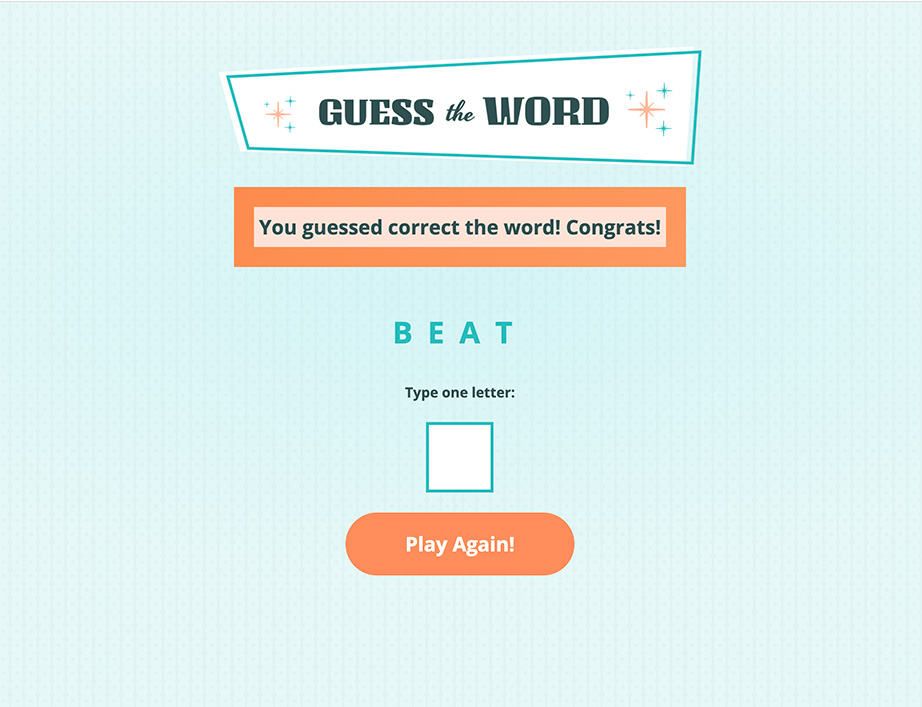 GUESS the WORD
You guessed correct the word! Congrats!
B E A T
Type one letter:
Play Again!